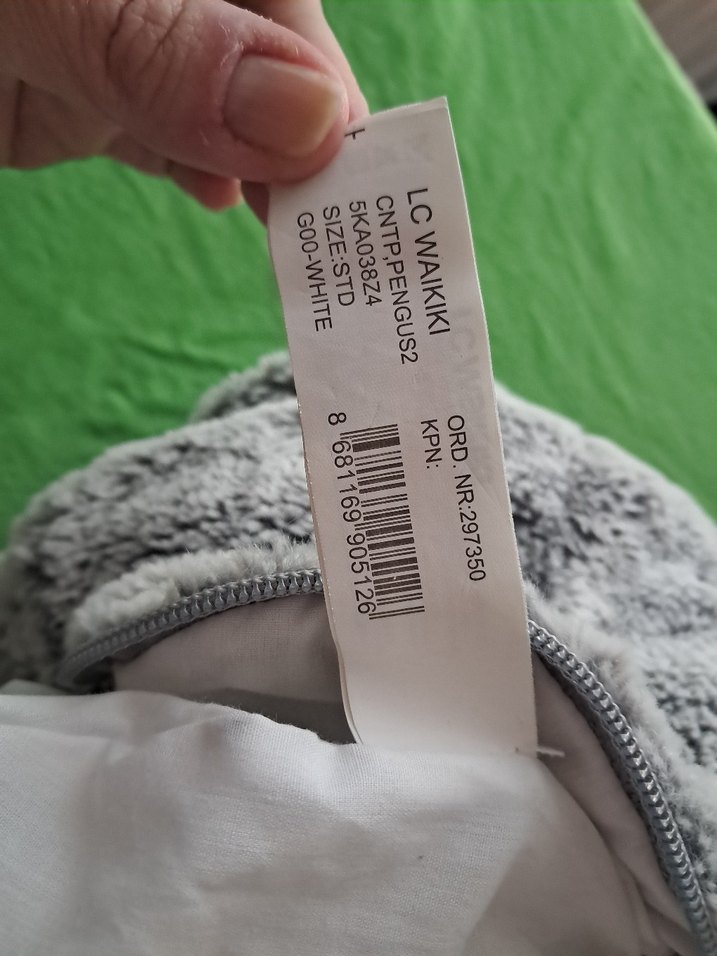 LC WAIKIKI
CNTP,PENGUS2
5KA038Z4
SIZE:STD
G00-WHITE
ORD. NR:297350
KPN:
8 681169 905126